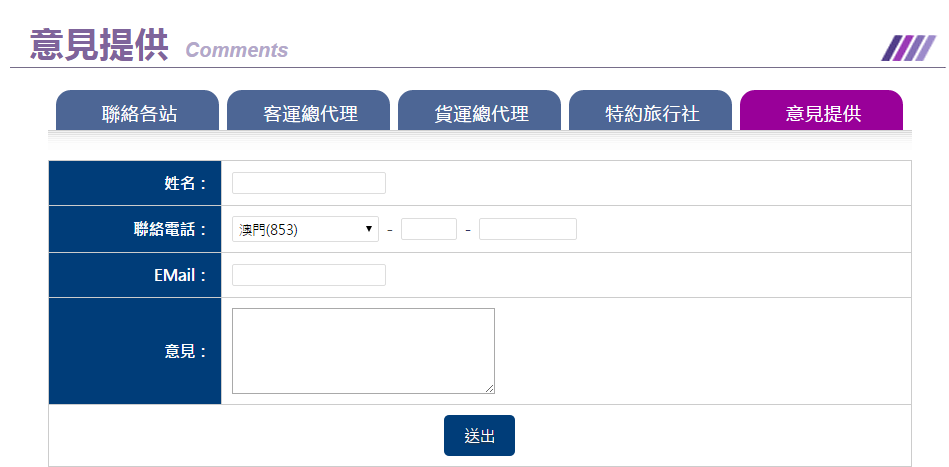 意見提供 Comments
聯絡各站 客運總代理 貨運總代理 特約旅行社 意見提供
姓名：
聯絡電話： 澳門(853) - -
EMail：
意見：
送出